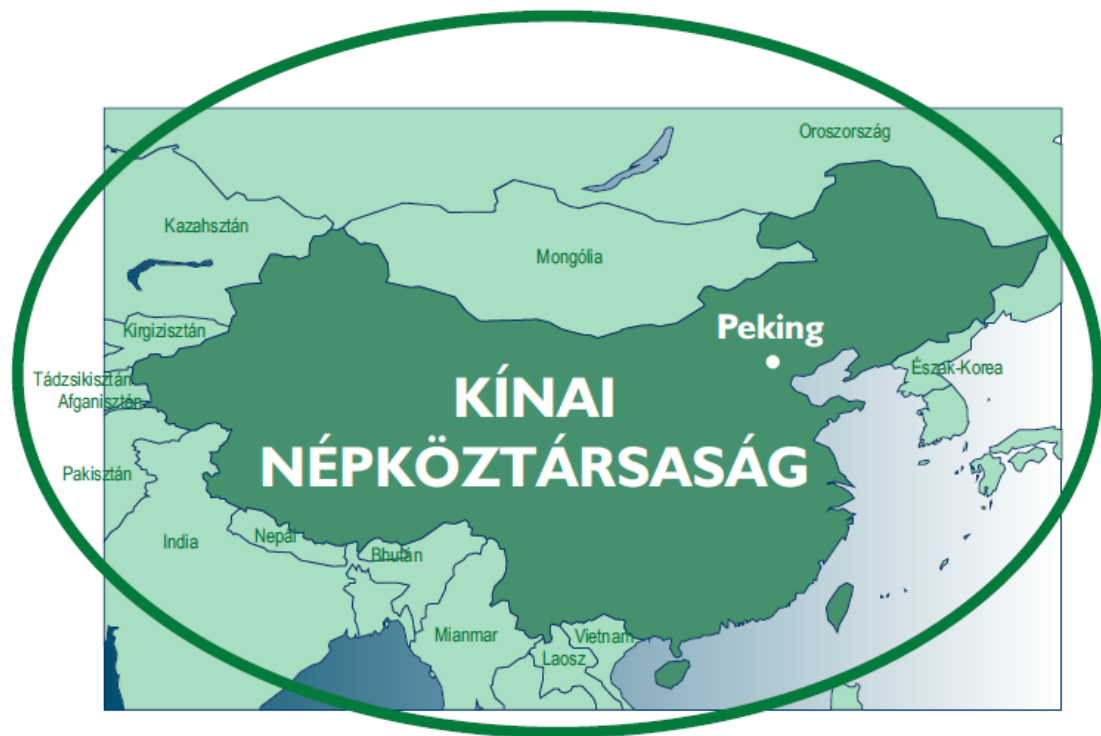 Oroszország
Kazahsztán
Mongólia
Kirgizisztán
Peking
Tádzsikisztán
Afganisztán
Észak-Korea
KÍNAI
NÉPKÖZTÁRSASÁG
Pakisztán
India
Nepál
Bhután
Mianmar
Vietnam
Laosz